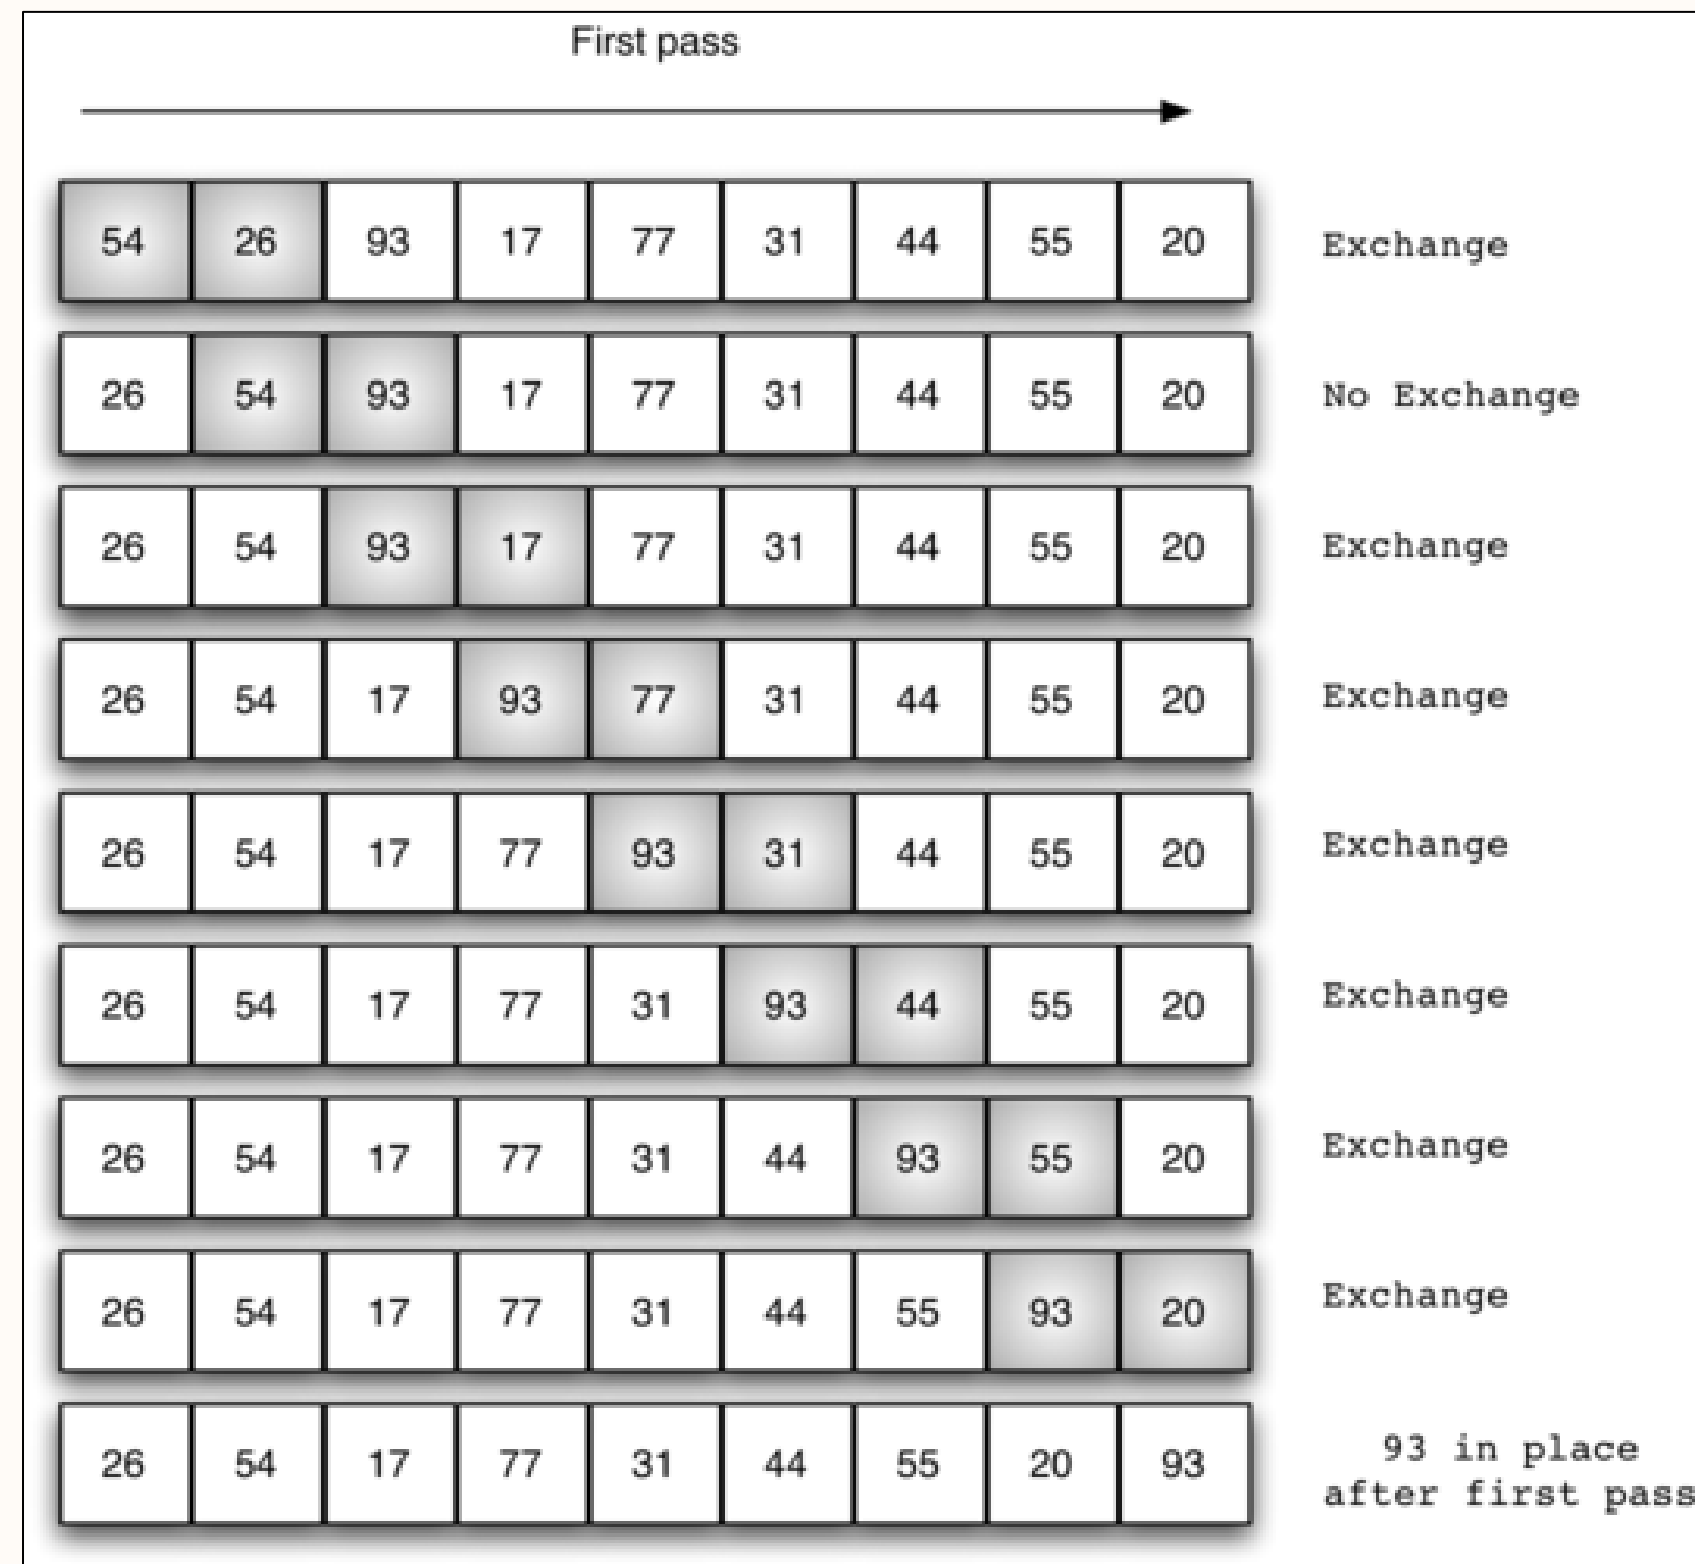 First pass
54 26 93 17 77 31 44 55 20 Exchange
26 54 93 17 77 31 44 55 20 No Exchange
26 54 93 17 77 31 44 55 20 Exchange
26 54 17 93 77 31 44 55 20 Exchange
26 54 17 77 93 31 44 55 20 Exchange
26 54 17 77 31 93 44 55 20 Exchange
26 54 17 77 31 44 93 55 20 Exchange
26 54 17 77 31 44 55 93 20 Exchange
26 54 17 77 31 44 55 20 93 93 in place
after first pass